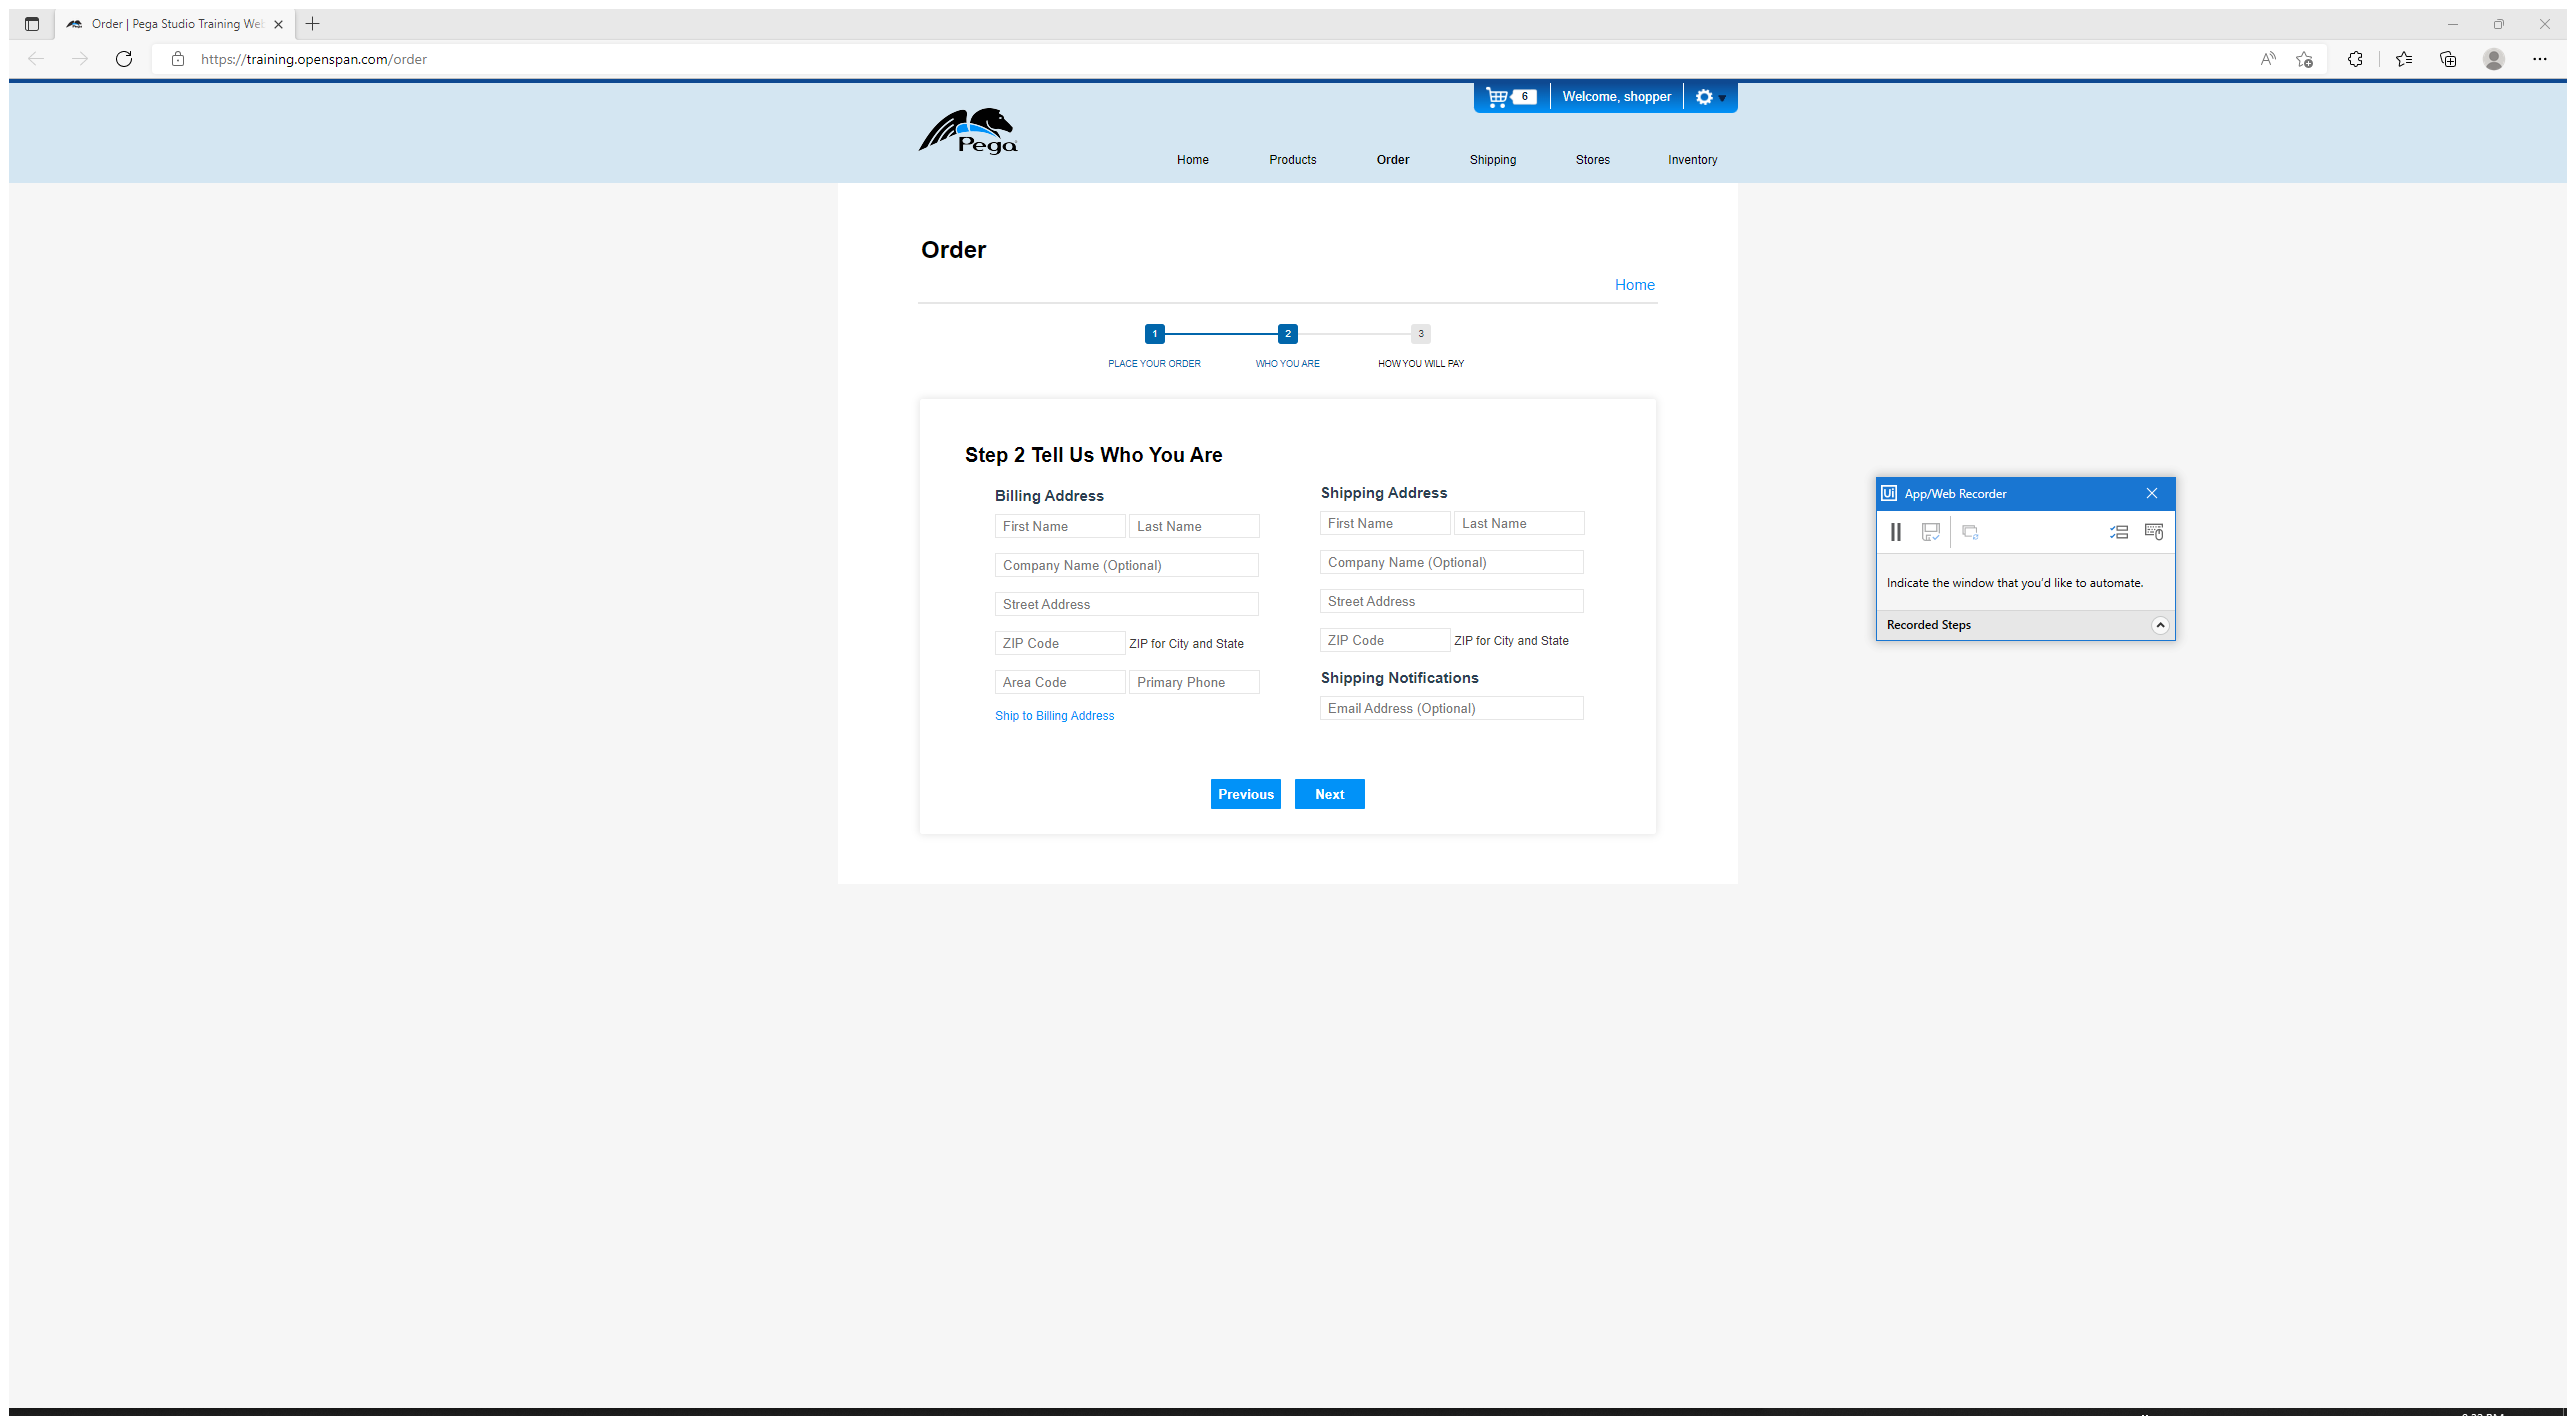 Order | Pega Studio Training We
https://training.openspan.com/order
6
Welcome, shopper
Pega
Home
Products
Order
Shipping
Stores
Inventory
Order
Home
1
2
3
PLACE YOUR ORDER
WHO YOU ARE
HOW YOU WILL PAY
Step 2 Tell Us Who You Are
Billing Address
First Name
Last Name
Company Name (Optional)
Street Address
ZIP Code
ZIP for City and State
Area Code
Primary Phone
Ship to Billing Address
Shipping Address
First Name
Last Name
Company Name (Optional)
Street Address
ZIP Code
ZIP for City and State
Shipping Notifications
Email Address (Optional)
Previous
Next
Ui
App/Web Recorder
Indicate the window that you'd like to automate.
Recorded Steps